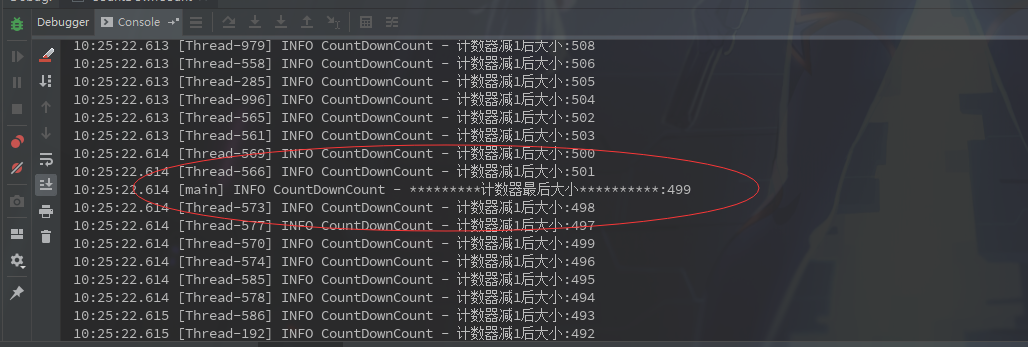 Debugger Console
10:25:22.613 [Thread-979] INFO CountDownCount - 计数器减1后大小:508
10:25:22.613 [Thread-558] INFO CountDownCount - 计数器减1后大小:506
10:25:22.613 [Thread-285] INFO CountDownCount - 计数器减1后大小:505
10:25:22.613 [Thread-996] INFO CountDownCount - 计数器减1后大小:504
10:25:22.613 [Thread-565] INFO CountDownCount - 计数器减1后大小:502
10:25:22.613 [Thread-561] INFO CountDownCount - 计数器减1后大小:503
10:25:22.614 [Thread-569] INFO CountDownCount - 计数器减1后大小:500
10:25:22.614 [Thread-566] INFO CountDownCount - 计数器减1后大小:501
10:25:22.614 [main] INFO CountDownCount - *********计数器最后大小**********:499
10:25:22.614 [Thread-573] INFO CountDownCount - 计数器减1后大小:498
10:25:22.614 [Thread-577] INFO CountDownCount - 计数器减1后大小:497
10:25:22.614 [Thread-570] INFO CountDownCount - 计数器减1后大小:499
10:25:22.614 [Thread-574] INFO CountDownCount - 计数器减1后大小:496
10:25:22.614 [Thread-585] INFO CountDownCount - 计数器减1后大小:495
10:25:22.614 [Thread-578] INFO CountDownCount - 计数器减1后大小:494
10:25:22.615 [Thread-586] INFO CountDownCount - 计数器减1后大小:493
10:25:22.615 [Thread-192] INFO CountDownCount - 计数器减1后大小:492